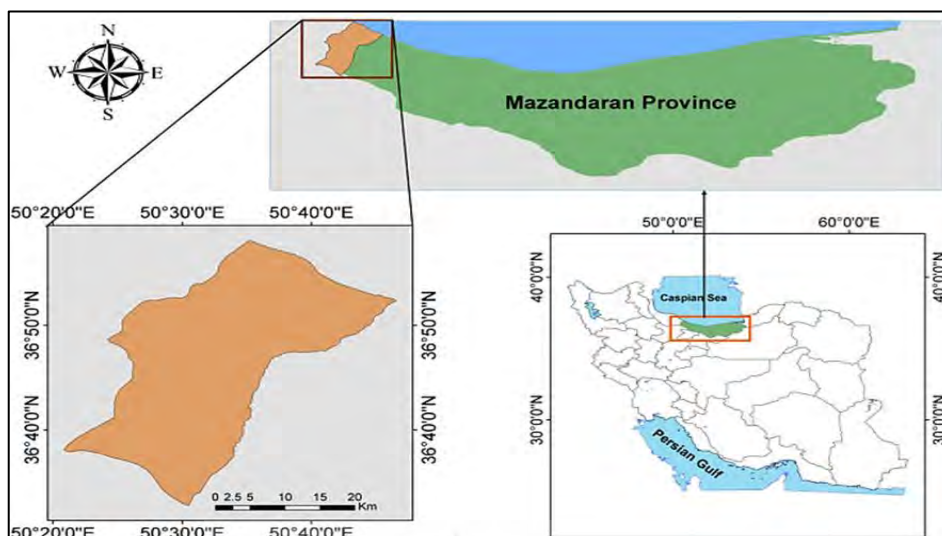 N
W E
S
Mazandaran Province
50°20'0"E 50°30'0"E 50°40'0"E
36°50'0"N
36°40'0"N
36°50'0"N
36°40'0"N
0 2.5 5 10 15 20
Km
50°20'0"E 50°30'0"E 50°40'0"E
50°0'0"E 60°0'0"E
40°0'0"N
30°0'0"N
40°0'0"N
30°0'0"N
Caspian Sea
Persian Gulf